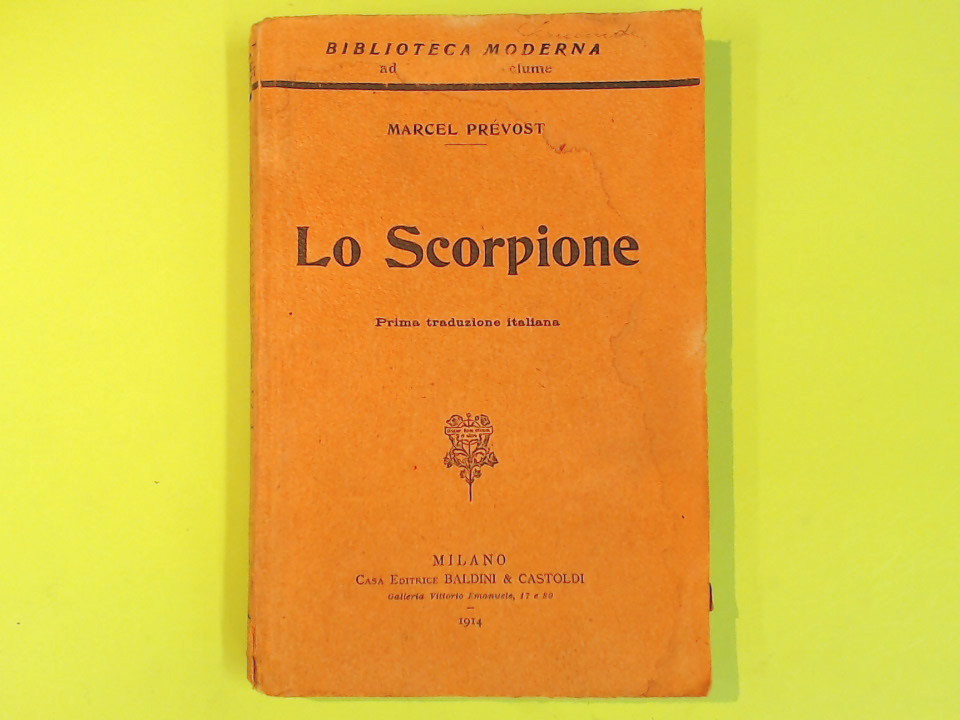 BIBLIOTECA MODERNA
ad
MARCEL PRÉVOST
Lo Scorpione
Prima traduzione italiana
MILANO
CASA EDITRICE BALDINI & CASTOLDI
Galleria Vittorio Emanuele, 17 e 80
1914